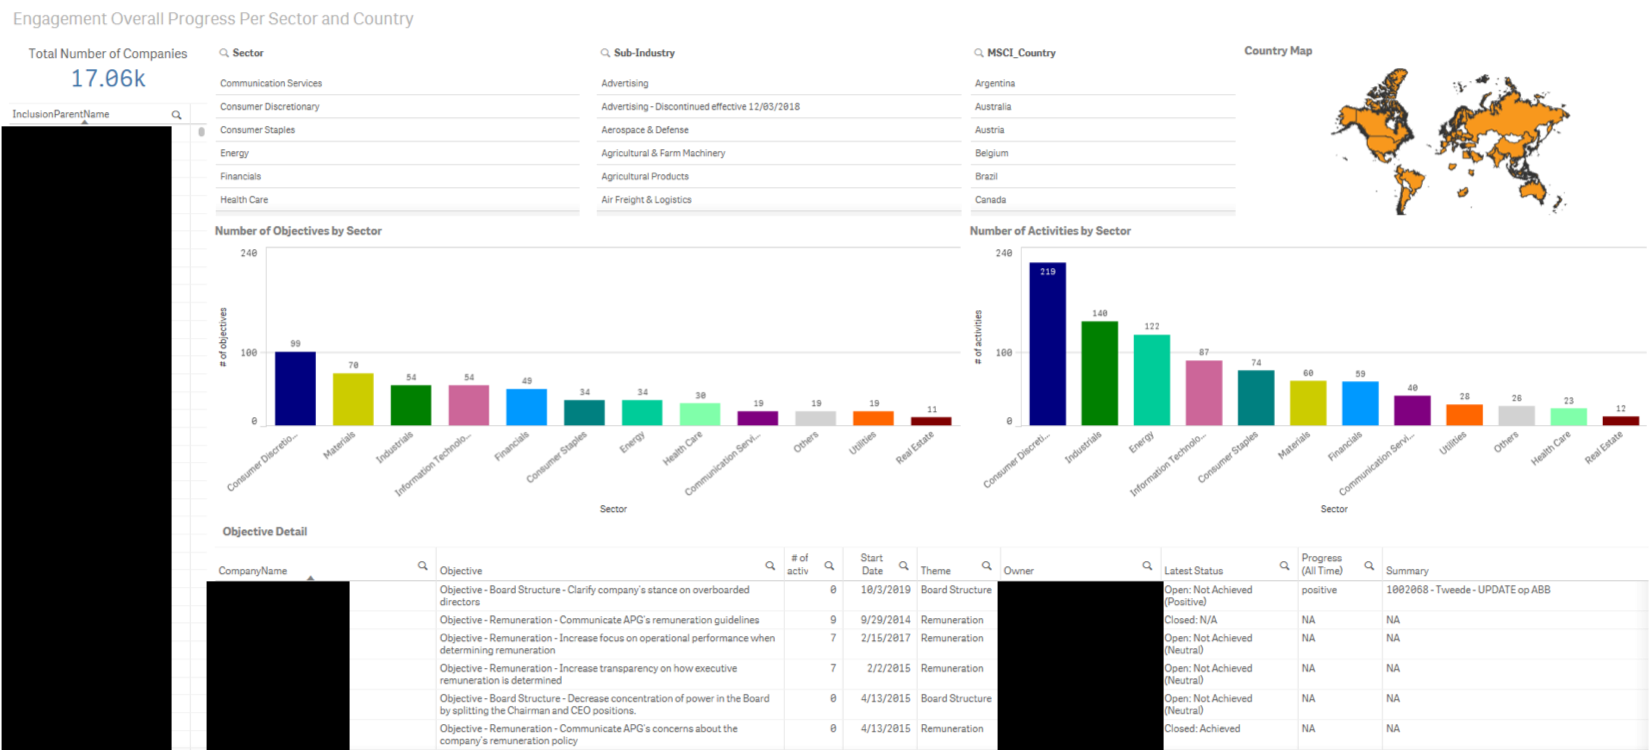 Engagement Overall Progress Per Sector and Country
Total Number of Companies
17.06k
InclusionParentName
Sector
Communication Services
Consumer Discretionary
Consumer Staples
Energy
Financials
Health Care
Sub-Industry
Advertising
Advertising - Discontinued effective 12/03/2018
Aerospace & Defense
Agricultural & Farm Machinery
Agricultural Products
Air Freight & Logistics
MSCI_Country
Argentina
Australia
Austria
Belgium
Brazil
Canada
Country Map
Number of Objectives by Sector
# of objectives
240
100
0
99
70
54
54
49
34
34
30
19
19
19
11
Consumer Discretio...
Materials
Industrials
Information Technolo...
Financials
Consumer Staples
Energy
Health Care
Communication Servi...
Others
Utilities
Real Estate
Sector
Number of Activities by Sector
# of activities
240
100
0
219
140
122
87
74
60
59
40
28
26
23
12
Consumer Discreti...
Industrials
Energy
Information Technolo...
Consumer Staples
Materials
Financials
Communication Servi...
Utilities
Others
Health Care
Real Estate
Sector
Objective Detail
CompanyName
Objective
# of
activ
Start
Date
Theme
Owner
Latest Status
Progress
(All Time)
Summary
Objective - Board Structure - Clarify company's stance on overboarded
directors
0
10/3/2019
Board Structure
Open: Not Achieved
(Positive)
positive
1002068 - Tweede - UPDATE op ABB
Objective - Remuneration - Communicate APG's remuneration guidelines
9
9/29/2014
Remuneration
Closed: N/A
NA
NA
Objective - Remuneration - Increase focus on operational performance when
determining remuneration
7
2/15/2017
Remuneration
Open: Not Achieved
(Neutral)
NA
NA
Objective - Remuneration - Increase transparency on how executive
remuneration is determined
7
2/2/2015
Remuneration
Open: Not Achieved
(Neutral)
NA
NA
Objective - Board Structure - Decrease concentration of power in the Board
by splitting the Chairman and CEO positions.
0
4/13/2015
Board Structure
Open: Not Achieved
(Neutral)
NA
NA
Objective - Remuneration - Communicate APG's concerns about the
company's remuneration policy
0
4/13/2015
Remuneration
Closed: Achieved
NA
NA